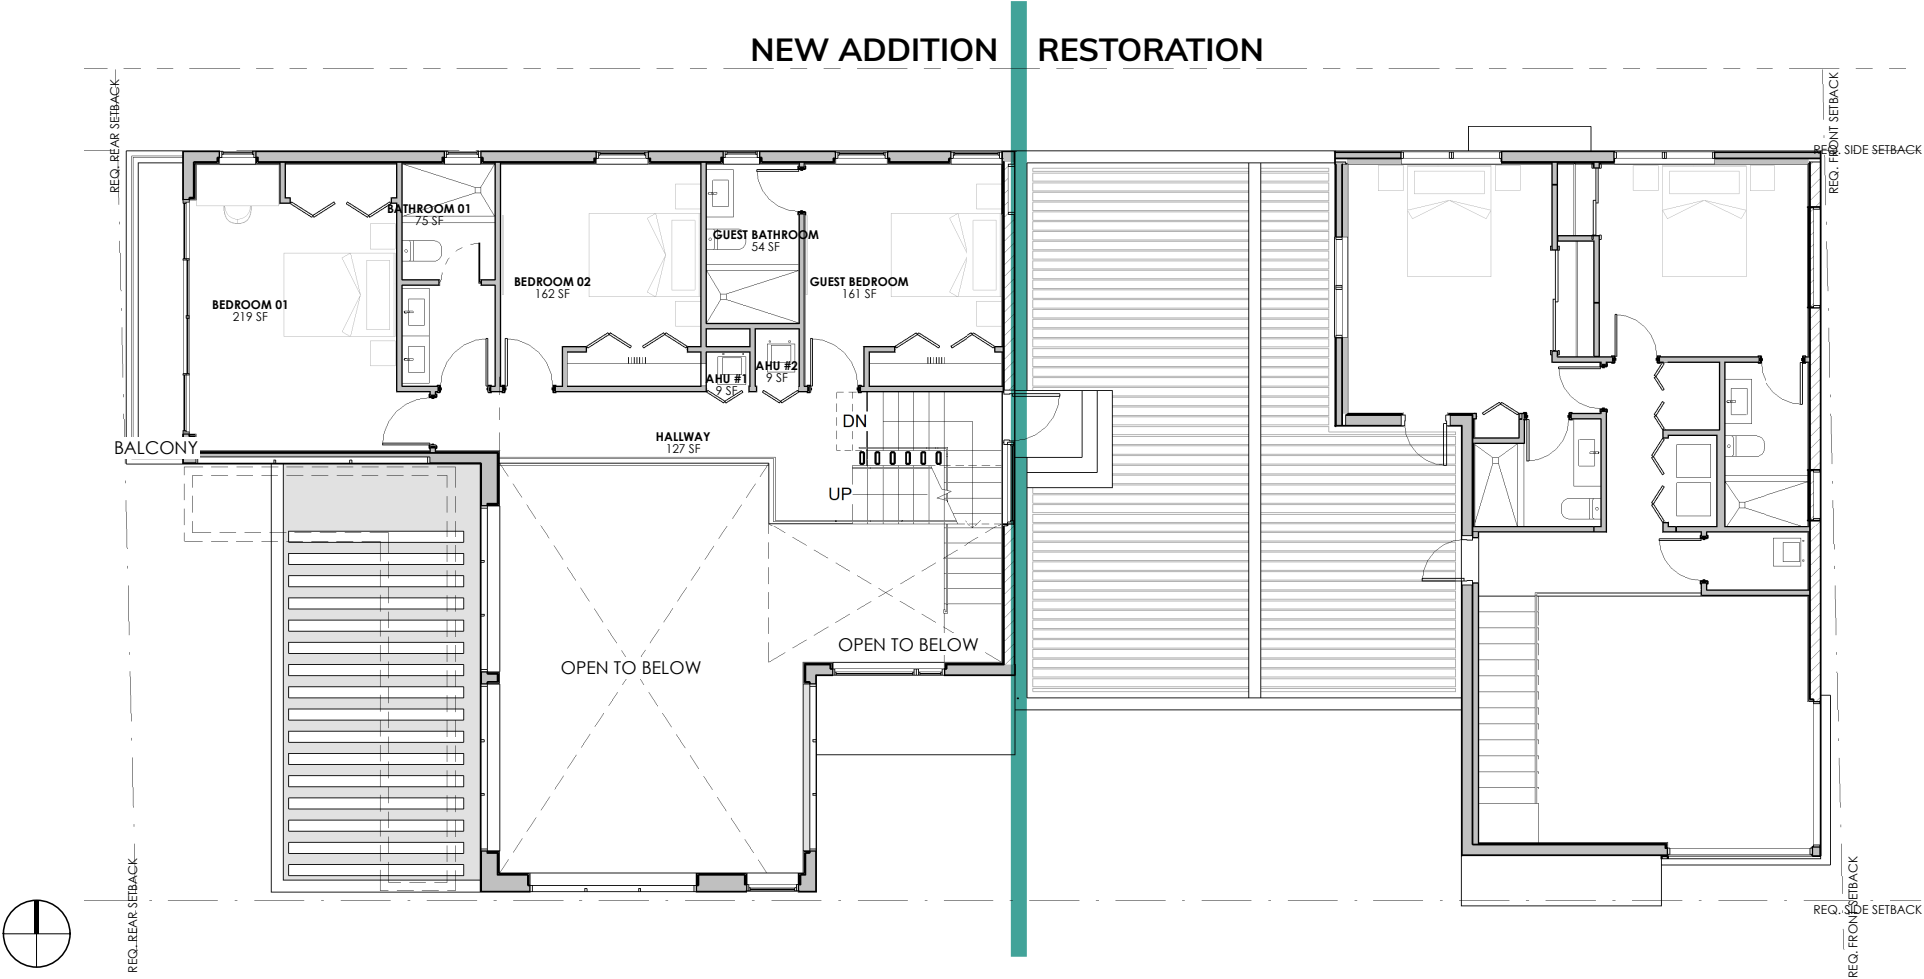 NEW ADDITION
RESTORATION
REQ. REAR SETBACK
REQ. FRONT SETBACK
REQ. SIDE SETBACK
BATHROOM 01
75 SF
GUEST BATHROOM
54 SF
BEDROOM 01
219 SF
BEDROOM 02
162 SF
GUEST BEDROOM
161 SF
AHU #1
9 SF
AHU #2
9 SF
BALCONY
HALLWAY
127 SF
DN
UP
OPEN TO BELOW
OPEN TO BELOW
REQ. REAR SETBACK
REQ. FRONT SETBACK
REQ. SIDE SETBACK